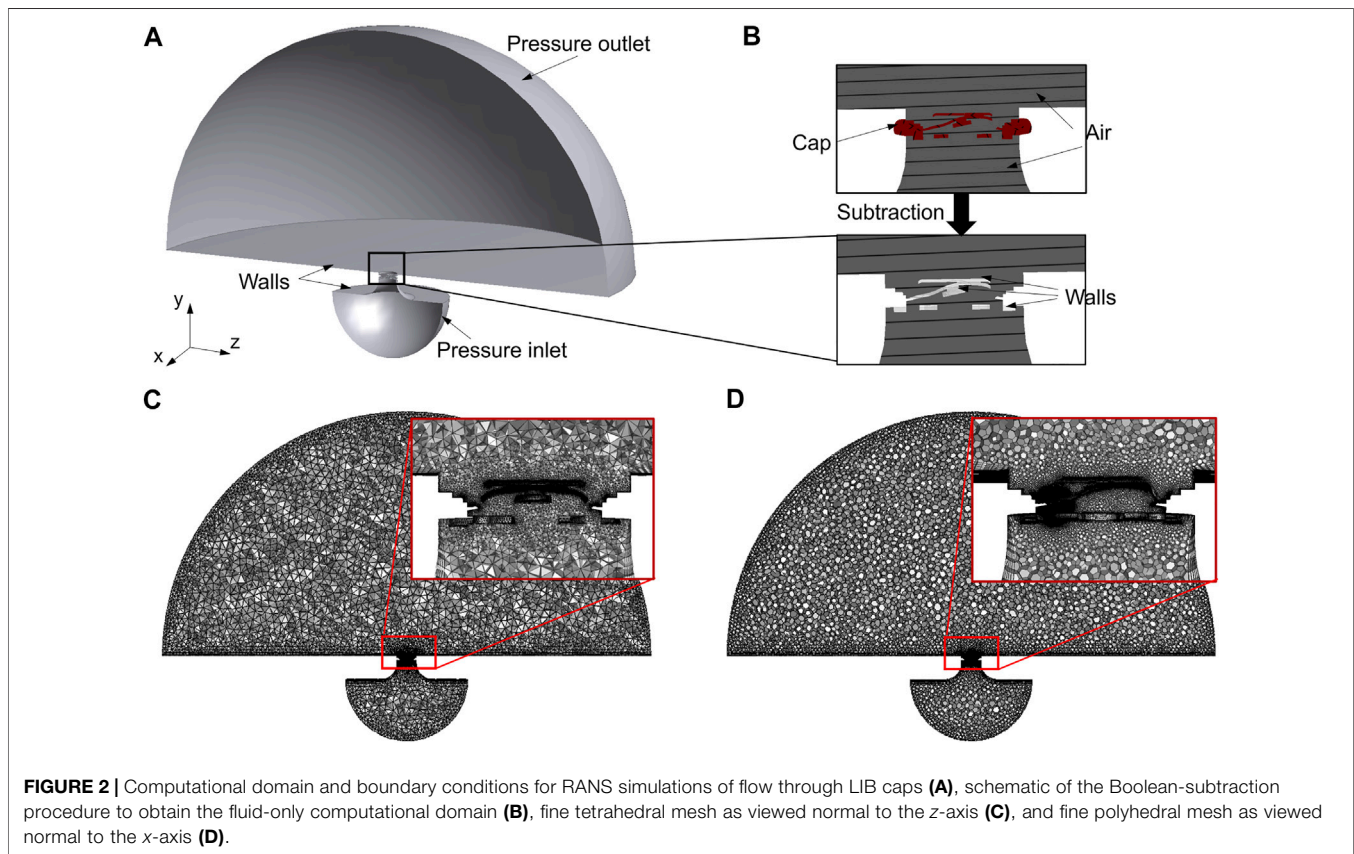 A
Pressure outlet
B
Cap
Air
Subtraction
Walls
Walls
Pressure inlet
y
x
z
C
D
FIGURE 2 | Computational domain and boundary conditions for RANS simulations of flow through LIB caps (A), schematic of the Boolean-subtraction
procedure to obtain the fluid-only computational domain (B), fine tetrahedral mesh as viewed normal to the z-axis (C), and fine polyhedral mesh as viewed
normal to the x-axis (D).